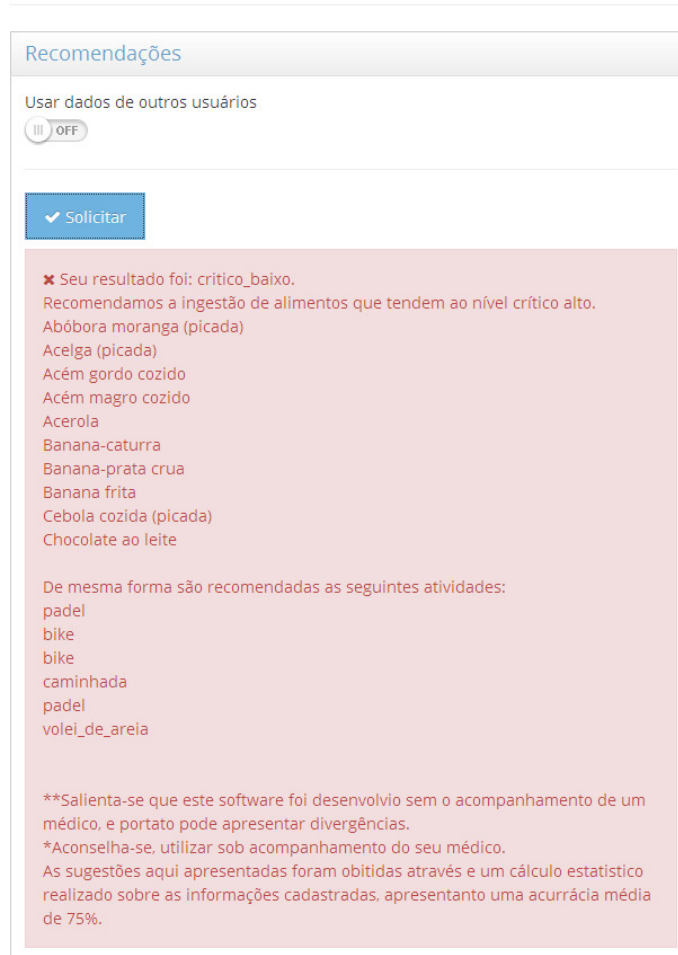 Recomendações
Usar dados de outros usuários
OFF
Solicitar
Seu resultado foi: critico_baixo.
Recomendamos a ingestão de alimentos que tendem ao nível crítico alto.
Abóbora moranga (picada)
Acelga (picada)
Acém gordo cozido
Acém magro cozido
Acerola
Banana-caturra
Banana-prata crua
Banana frita
Cebola cozida (picada)
Chocolate ao leite
De mesma forma são recomendadas as seguintes atividades:
padel
bike
bike
caminhada
padel
volei_de_areia
**Salienta-se que este software foi desenvolvio sem o acompanhamento de um
médico, e portato pode apresentar divergências.
*Aconselha-se, utilizar sob acompanhamento do seu médico.
As sugestões aqui apresentadas foram obitidas através e um cálculo estatistico
realizado sobre as informações cadastradas, apresentanto uma acurrácia média
de 75%.